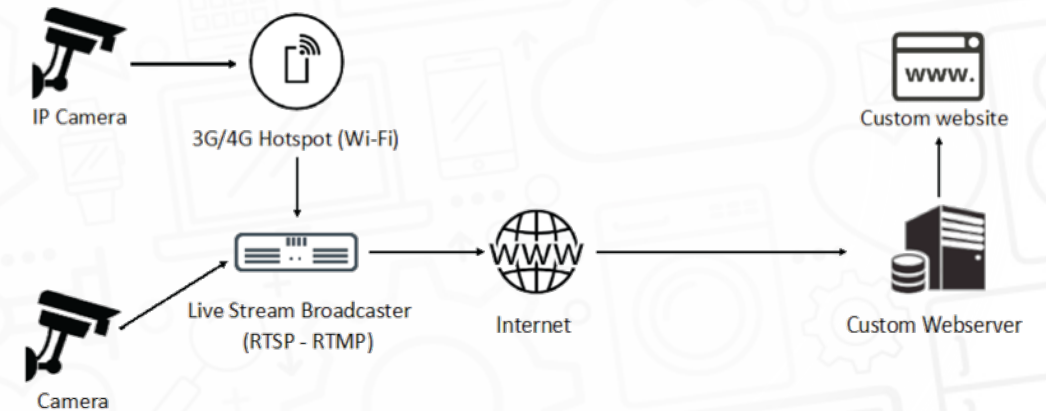 IP Camera
3G/4G Hotspot (Wi-Fi)
www.
Custom website
Live Stream Broadcaster
(RTSP - RTMP)
WWW
Internet
Custom Webserver
Camera